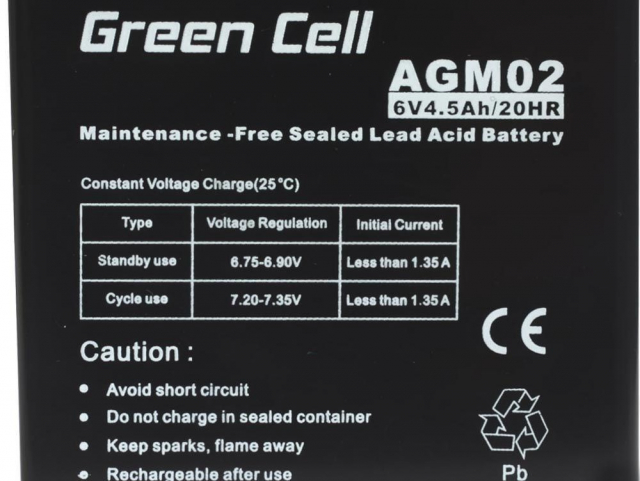 Green Cell
AGM02
6V4.5Ah/20HR
Maintenance -Free Sealed Lead Acid Battery
Constant Voltage Charge(25°C)
Type Voltage Regulation Initial Current
Standby use 6.75-6.90V Less than 1.35A
Cycle use 7.20-7.35V Less than 1.35A
CE
Caution :
Avoid short circuit
Do not charge in sealed container
Keep sparks, flame away
Rechargeable after use
Pb